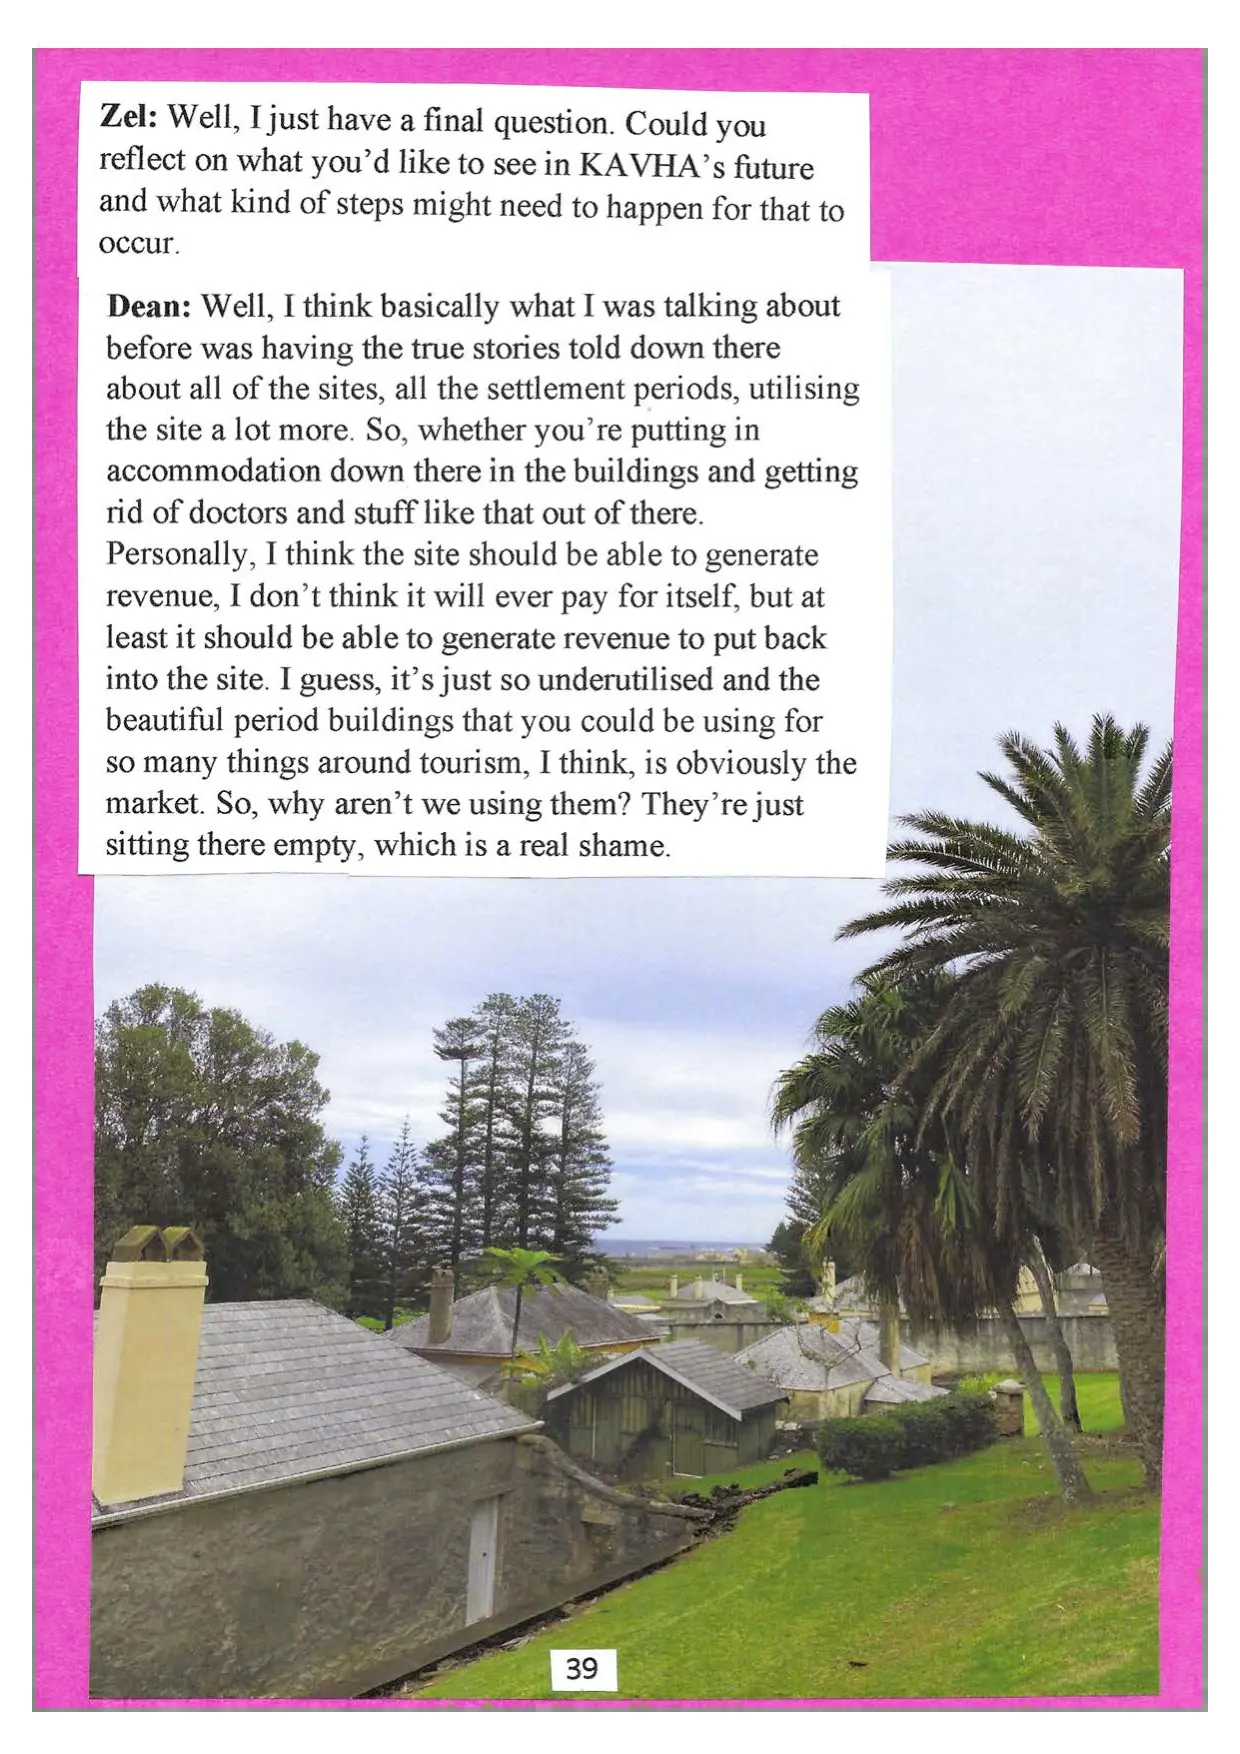 Zel: Well, I just have a final question. Could you
reflect on what you’d like to see in KAVHA’s future
and what kind of steps might need to happen for that to
occur.
Dean: Well, I think basically what I was talking about
before was having the true stories told down there
about all of the sites, all the settlement periods, utilising
the site a lot more. So, whether you’re putting in
accommodation down there in the buildings and getting
rid of doctors and stuff like that out of there.
Personally, I think the site should be able to generate
revenue, I don’t think it will ever pay for itself, but at
least it should be able to generate revenue to put back
into the site. I guess, it’s just so underutilised and the
beautiful period buildings that you could be using for
so many things around tourism, I think, is obviously the
market. So, why aren’t we using them? They’re just
sitting there empty, which is a real shame.
39